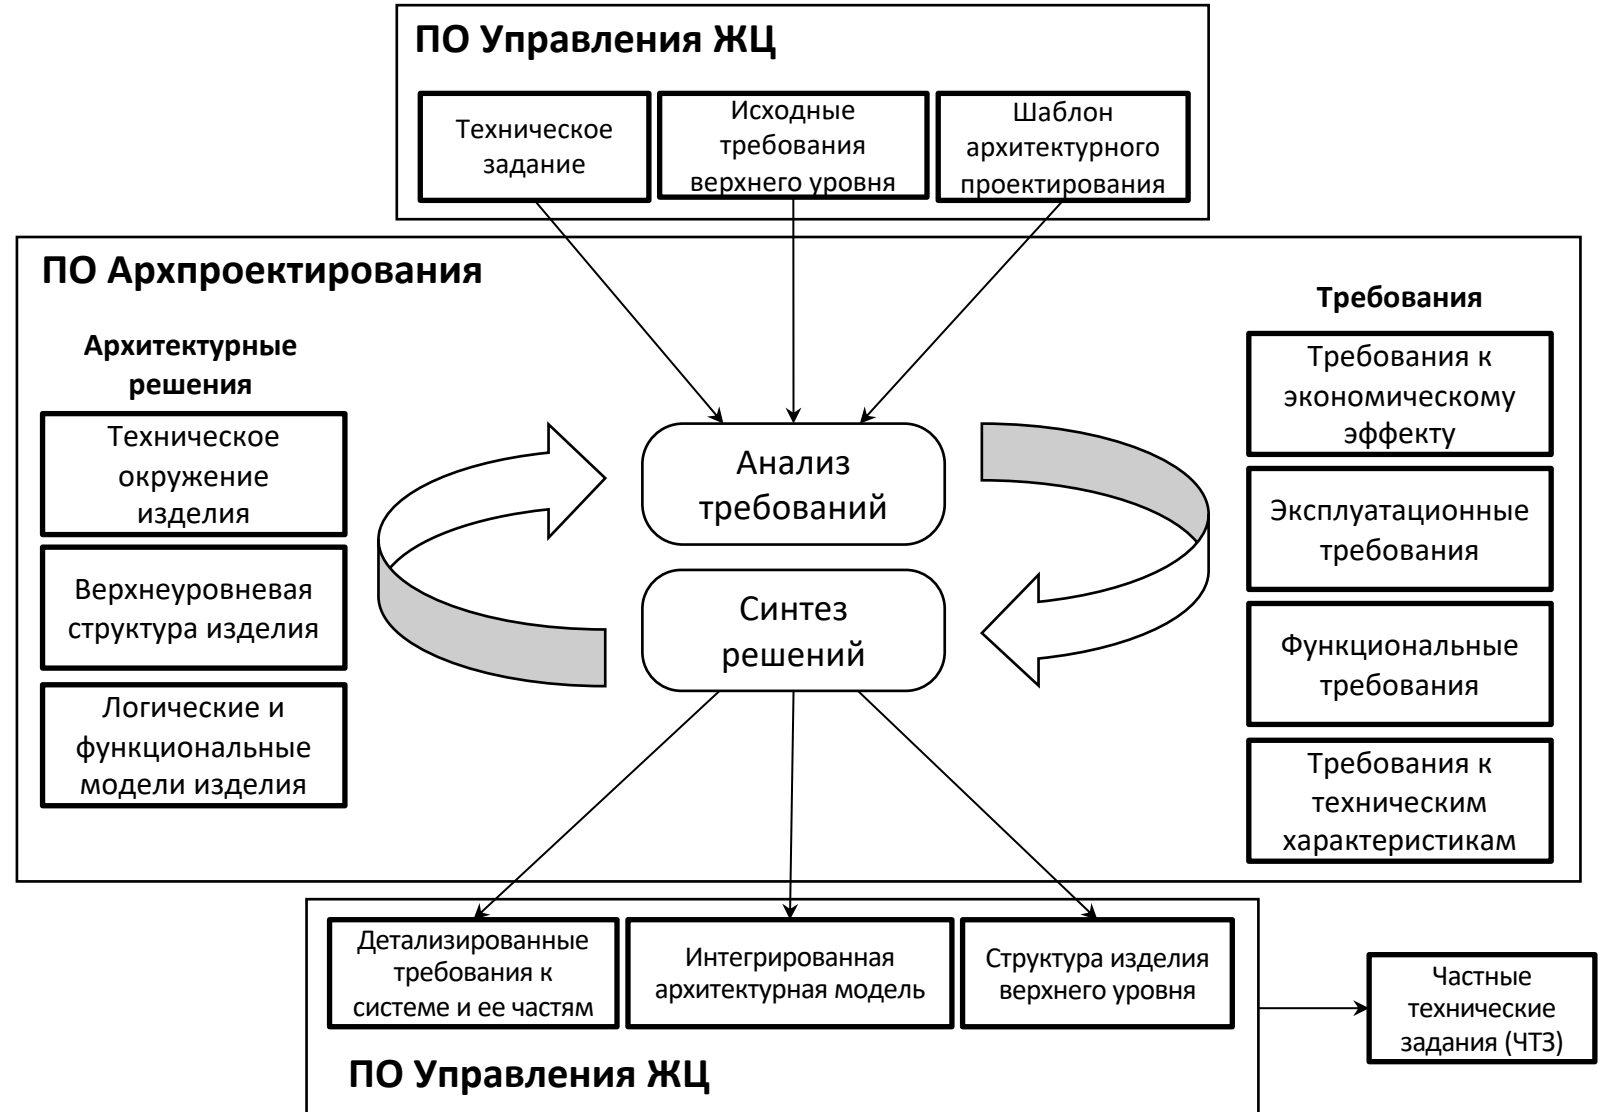 ПО Управления ЖЦ
Техническое
задание
Исходные
требования
верхнего уровня
Шаблон
архитектурного
проектирования
ПО Архпроектирования
Архитектурные
решения
Техническое
окружение
изделия
Верхнеуровневая
структура изделия
Логические и
функциональные
модели изделия
Анализ
требований
Синтез
решений
Требования
Требования к
экономическому
эффекту
Эксплуатационные
требования
Функциональные
требования
Требования к
техническим
характеристикам
Детализированные
требования к
системе и ее частям
Интегрированная
архитектурная модель
Структура изделия
верхнего уровня
ПО Управления ЖЦ
Частные
технические
задания (ЧТЗ)